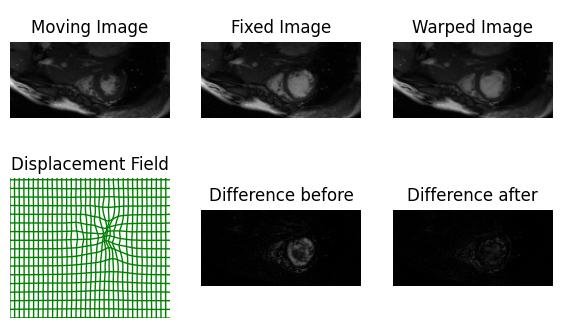 Moving Image
Fixed Image
Warped Image
Displacement Field
Difference before
Difference after